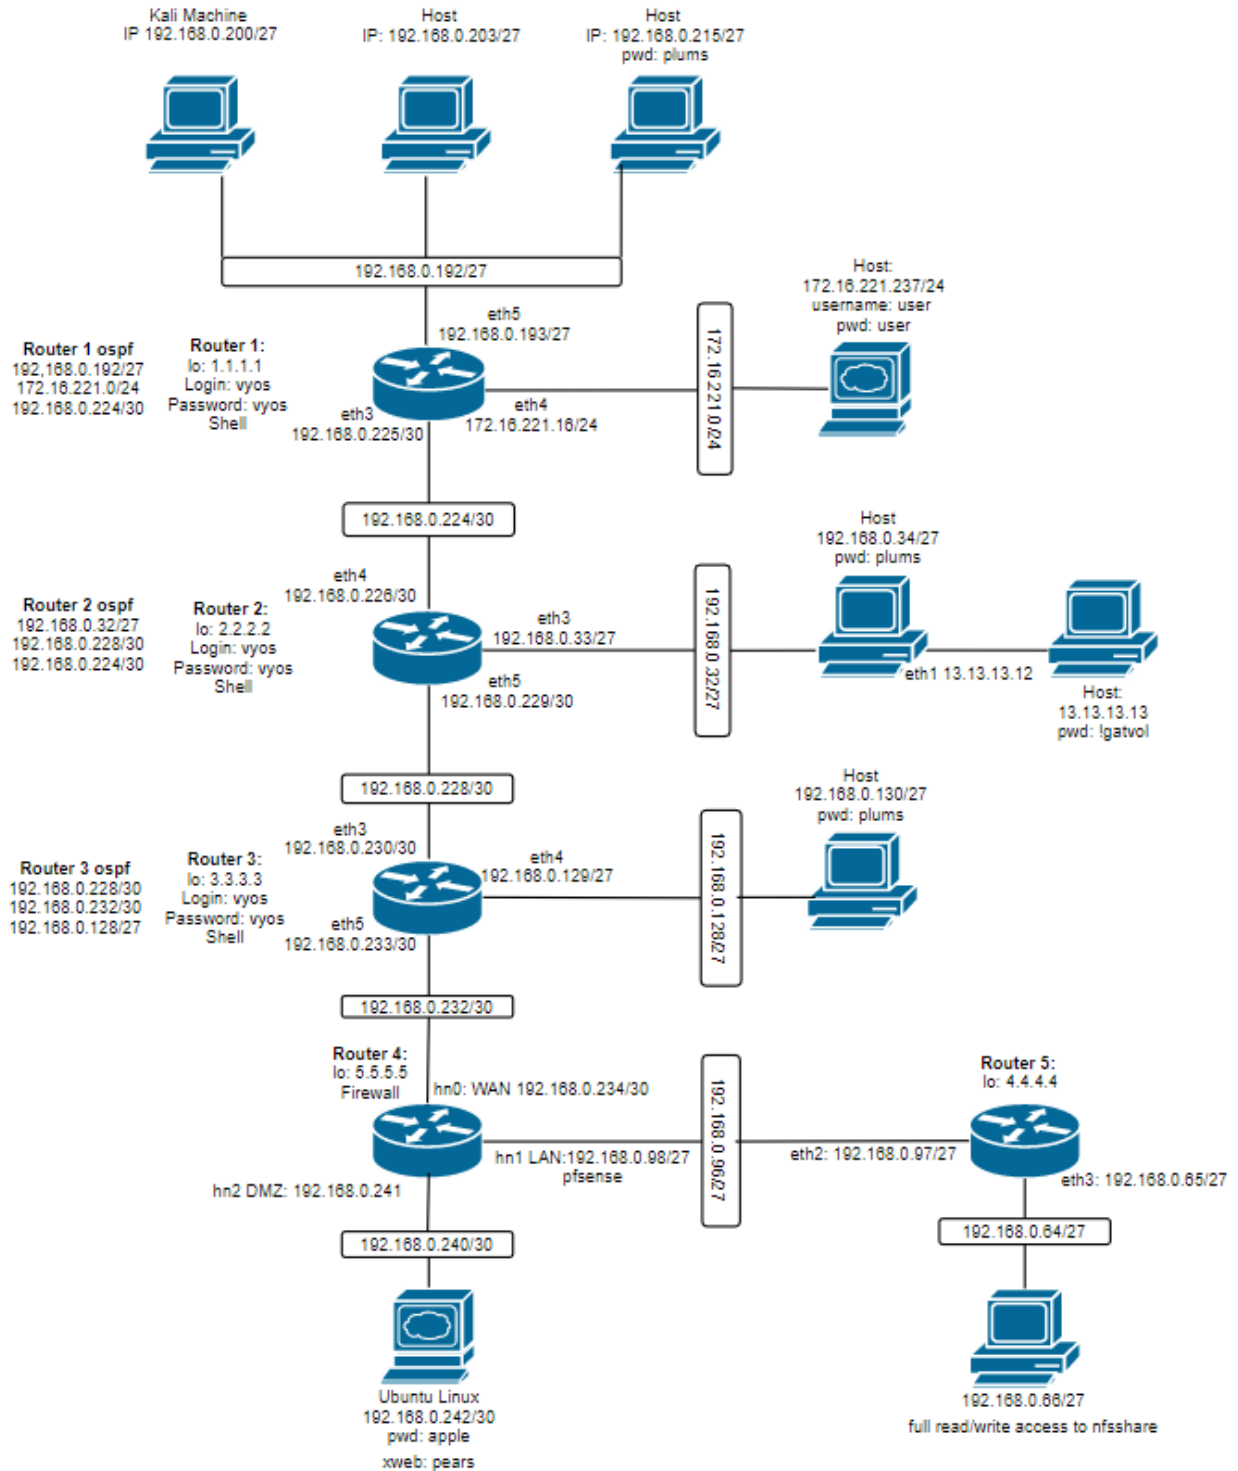 Kali Machine
IP 192.168.0.200/27
Host
IP: 192.168.0.203/27
Host
IP: 192.168.0.215/27
pwd: plums
192.168.0.192/27
eth5
192.168.0.193/27
Host:
172.16.221.237/24
username: user
pwd: user
172.16.221.0/24
Router 1 ospf
192,168.0.192/27
172.16.221.0/24
192.168.0.224/30
Router 1:
lo: 1.1.1.1
Login: vyos
Password: vyos
Shell
eth3
192.168.0.225/30
eth4
172.16.221.16/24
192.168.0.224/30
Host
192.168.0.34/27
pwd: plums
eth4
192.168.0.226/30
Router 2 ospf
192.168.0.32/27
192.168.0.228/30
192.168.0.224/30
Router 2:
lo: 2.2.2.2
Login: vyos
Password: vyos
Shell
eth3
192.168.0.33/27
192.168.0.32/27
eth5
192.168.0.229/30
eth1 13.13.13.12
Host:
13.13.13.13
pwd: !gatvol
192.168.0.228/30
Host
192.168.0.130/27
pwd: plums
eth3
192.168.0.230/30
Router 3 ospf
192.168.0.228/30
192.168.0.232/30
192.168.0.128/27
Router 3:
lo: 3.3.3.3
Login: vyos
Password: vyos
Shell
eth4
192.168.0.129/27
192.168.0.128/27
eth5
192.168.0.233/30
192.168.0.232/30
Router 4:
lo: 5.5.5.5
Firewall
hn0: WAN 192.168.0.234/30
192.168.0.96/27
Router 5:
lo: 4.4.4.4
hn1 LAN:192.168.0.98/27
pfsense
eth2: 192.168.0.97/27
eth3: 192.168.0.65/27
hn2 DMZ: 192.168.0.241
192.168.0.240/30
192.168.0.64/27
Ubuntu Linux
192.168.0.242/30
pwd: apple
xweb: pears
192.168.0.66/27
full read/write access to nfsshare